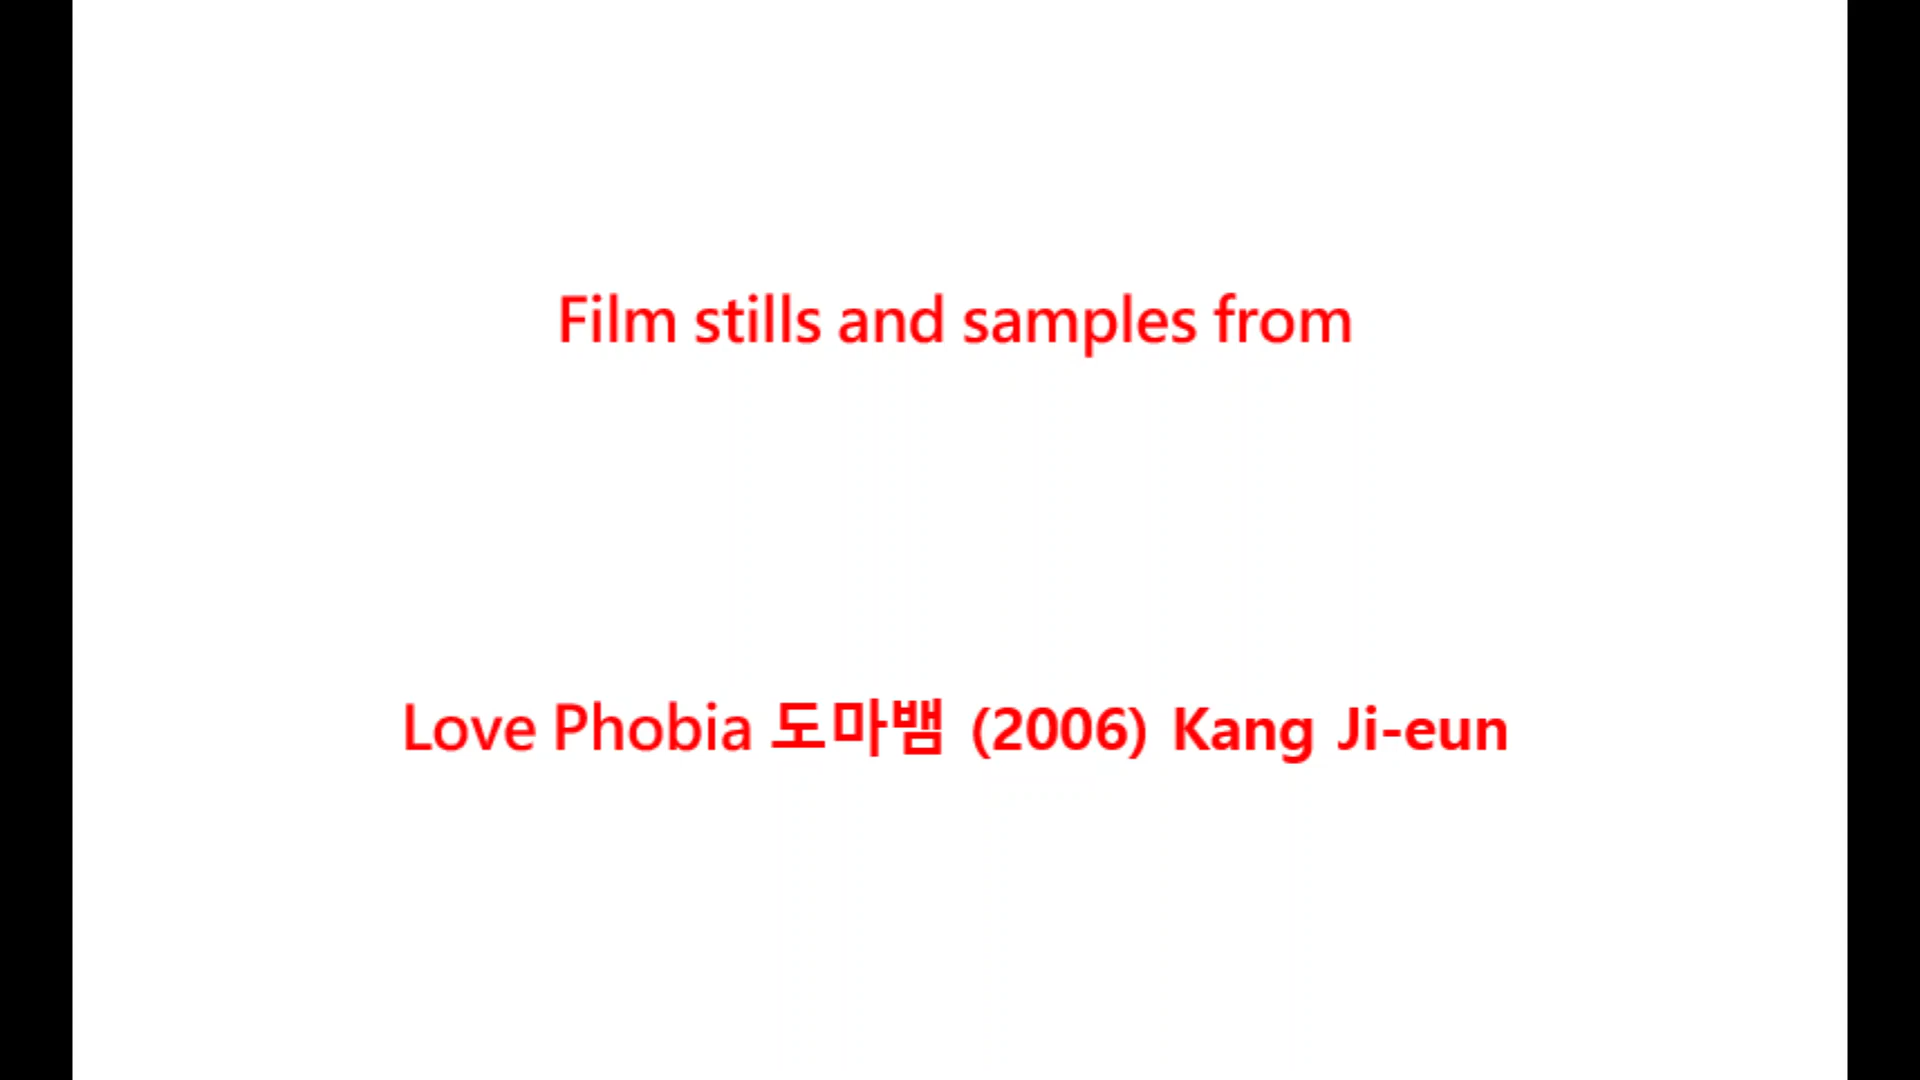 Film stills and samples from
Love Phobia 도마뱀 (2006) Kang Ji-eun